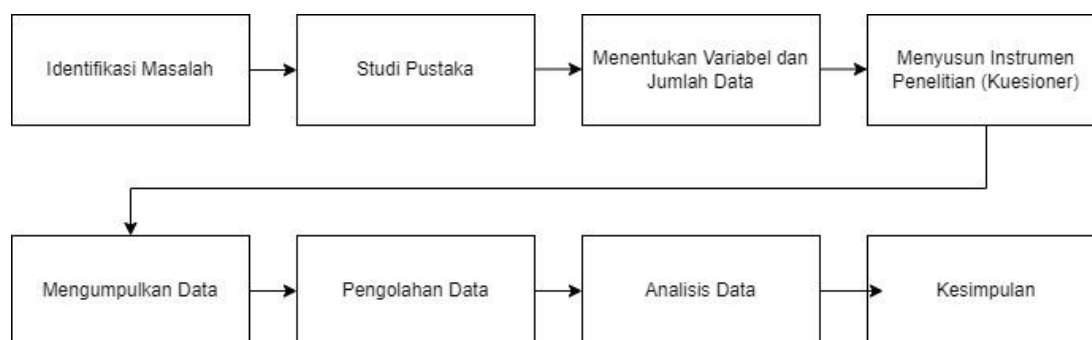 Identifikasi Masalah
Studi Pustaka
Menentukan Variabel dan
Jumlah Data
Menyusun Instrumen
Penelitian (Kuesioner)
Mengumpulkan Data
Pengolahan Data
Analisis Data
Kesimpulan